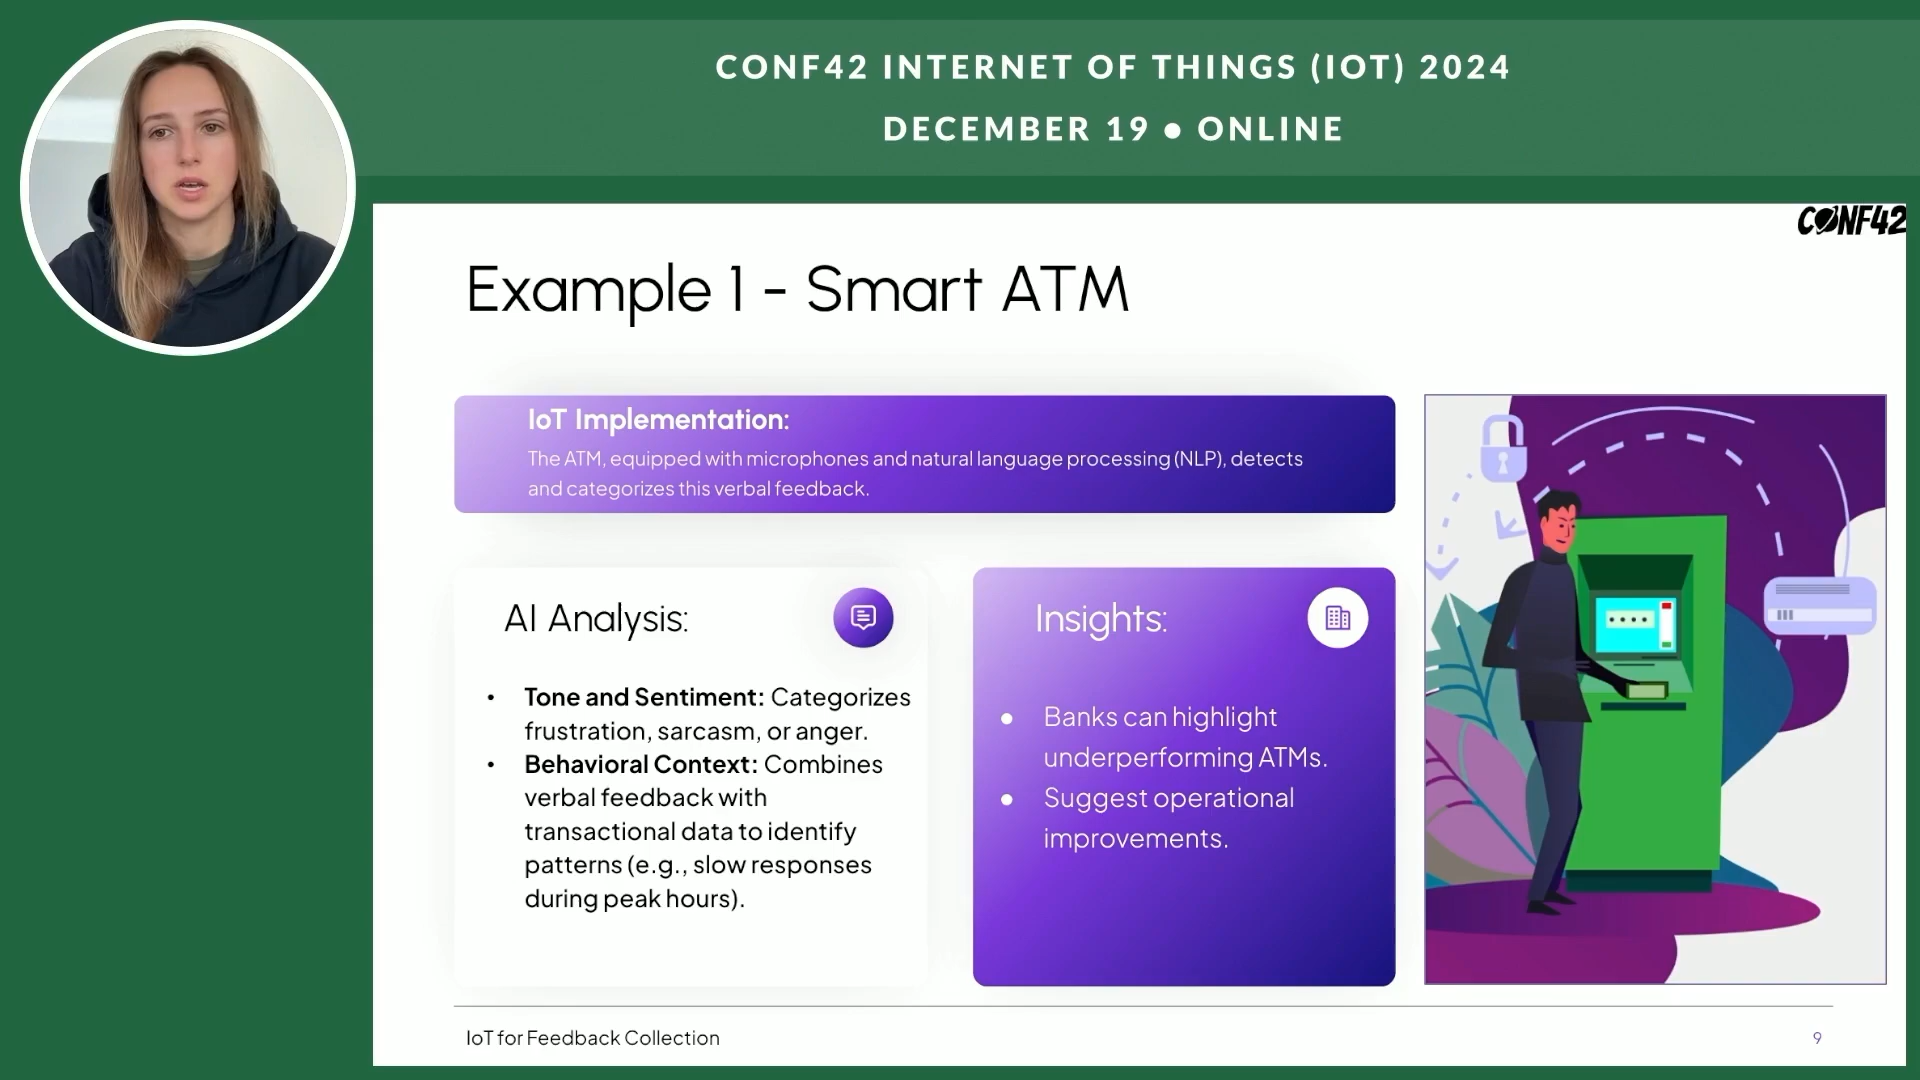 CONF42 INTERNET OF THINGS (IOT) 2024
DECEMBER 19 ● ONLINE
CONF42
Example 1 - Smart ATM
IoT Implementation:
The ATM, equipped with microphones and natural language processing (NLP), detects
and categorizes this verbal feedback.
AI Analysis:
• Tone and Sentiment: Categorizes
frustration, sarcasm, or anger.
• Behavioral Context: Combines
verbal feedback with
transactional data to identify
patterns (e.g., slow responses
during peak hours).
Insights:
● Banks can highlight
underperforming ATMs.
● Suggest operational
improvements.
IoT for Feedback Collection
9